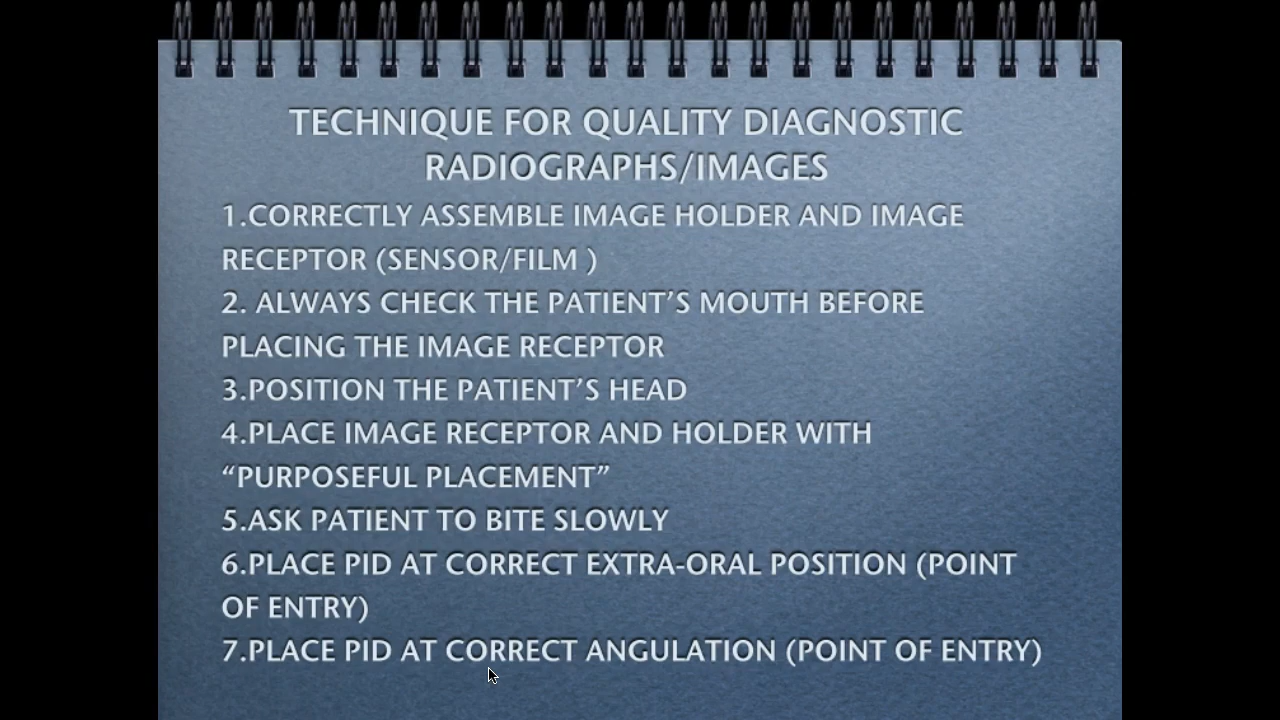 TECHNIQUE FOR QUALITY DIAGNOSTIC
RADIOGRAPHS/IMAGES
1.CORRECTLY ASSEMBLE IMAGE HOLDER AND IMAGE
RECEPTOR (SENSOR/FILM )
2. ALWAYS CHECK THE PATIENT’S MOUTH BEFORE
PLACING THE IMAGE RECEPTOR
3.POSITION THE PATIENT’S HEAD
4.PLACE IMAGE RECEPTOR AND HOLDER WITH
“PURPOSEFUL PLACEMENT”
5.ASK PATIENT TO BITE SLOWLY
6.PLACE PID AT CORRECT EXTRA-ORAL POSITION (POINT
OF ENTRY)
7.PLACE PID AT CORRECT ANGULATION (POINT OF ENTRY)